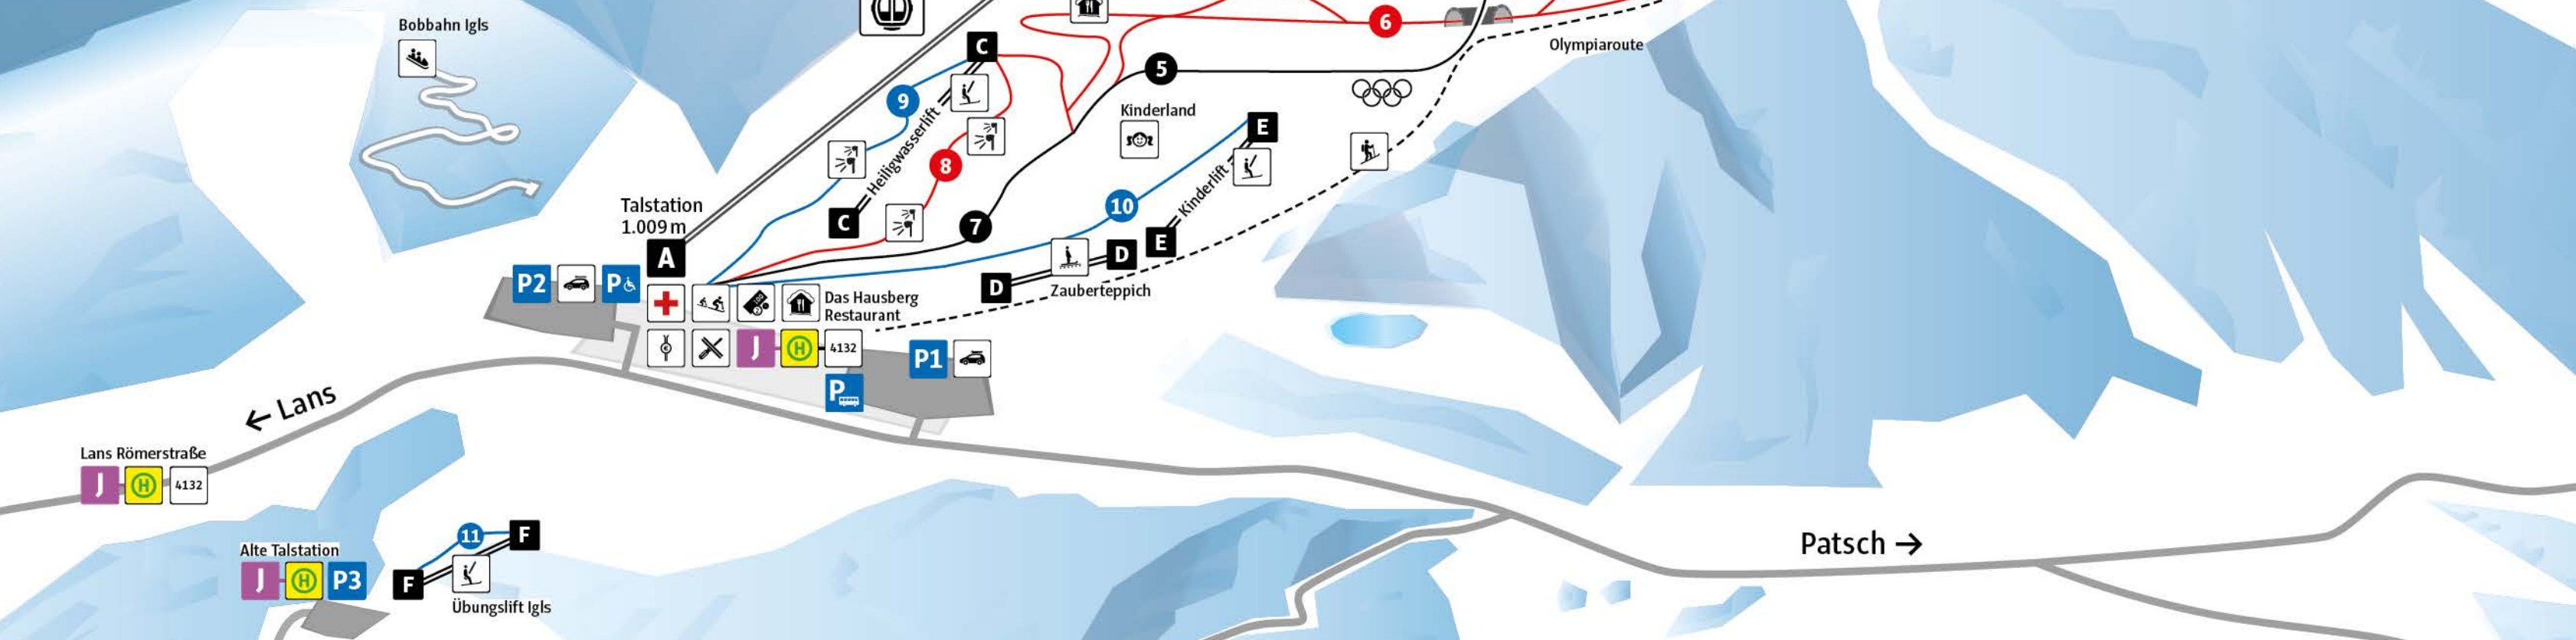 Bobbahn Igls
C
9
Heiligwasserlift
8
C
5
6
Olympiaroute
Kinderland
E
Kinderlift
E
10
7
Talstation
1.009 m
A
P2
P
D
D
Zauberteppich
Das Hausberg
Restaurant
J
H
4132
P1
P
← Lans
Lans Römerstraße
J
H
4132
Alte Talstation
J
H
P3
11
F
F
Übungslift Igls
Patsch →